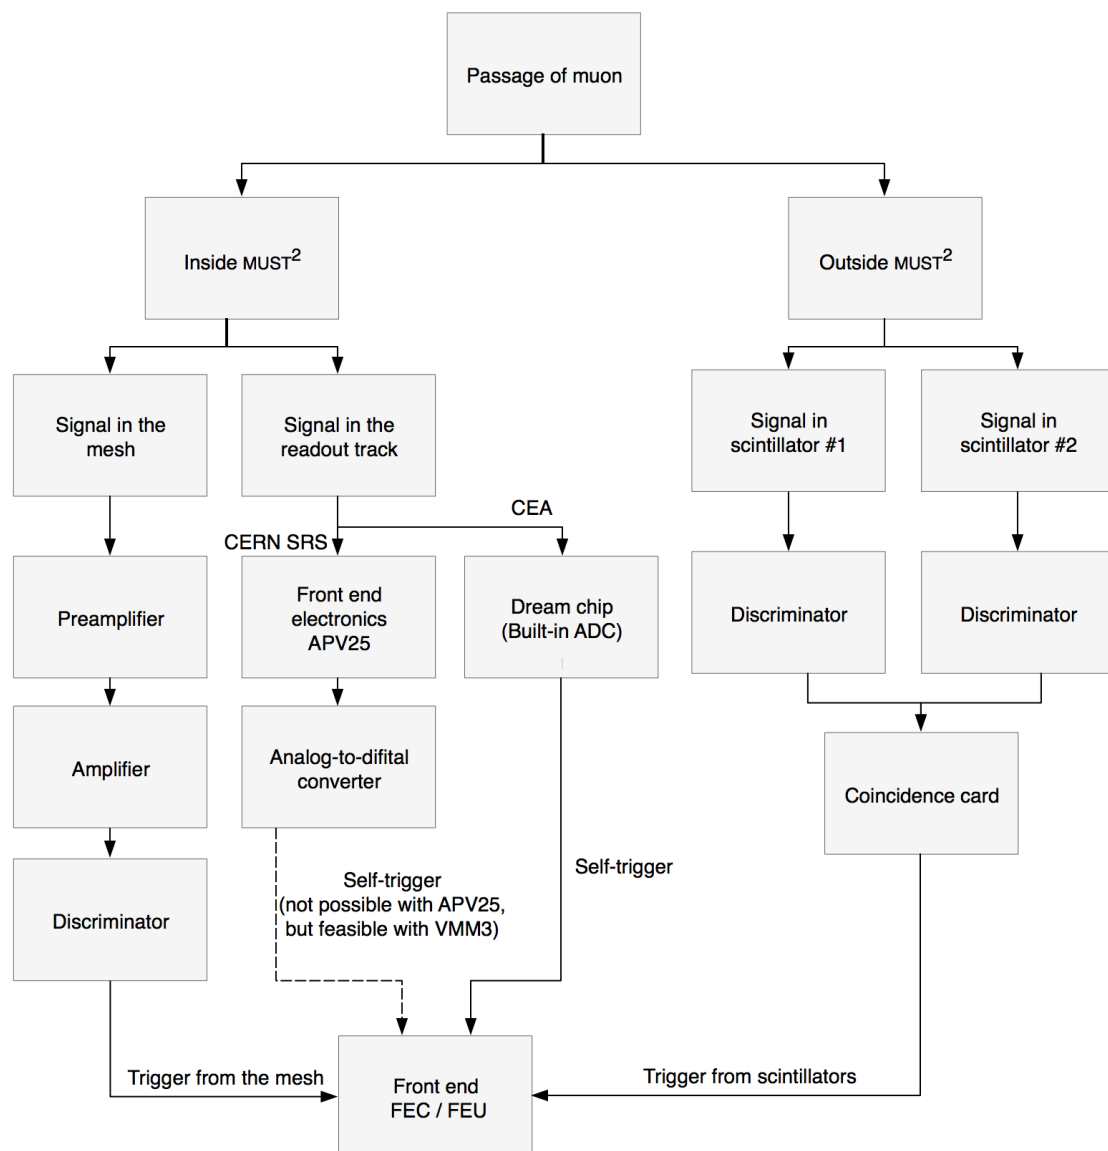 Passage of muon
Inside MUST²
Outside MUST²
Signal in the
mesh
Signal in the
readout track
Signal in
scintillator #1
Signal in
scintillator #2
CEA
CERN SRS
Preamplifier
Front end
electronics
APV25
Dream chip
(Built-in ADC)
Discriminator
Discriminator
Amplifier
Analog-to-difital
converter
Coincidence card
Discriminator
Self-trigger
(not possible with APV25,
but feasible with VMM3)
Self-trigger
Trigger from the mesh
Front end
FEC / FEU
Trigger from scintillators